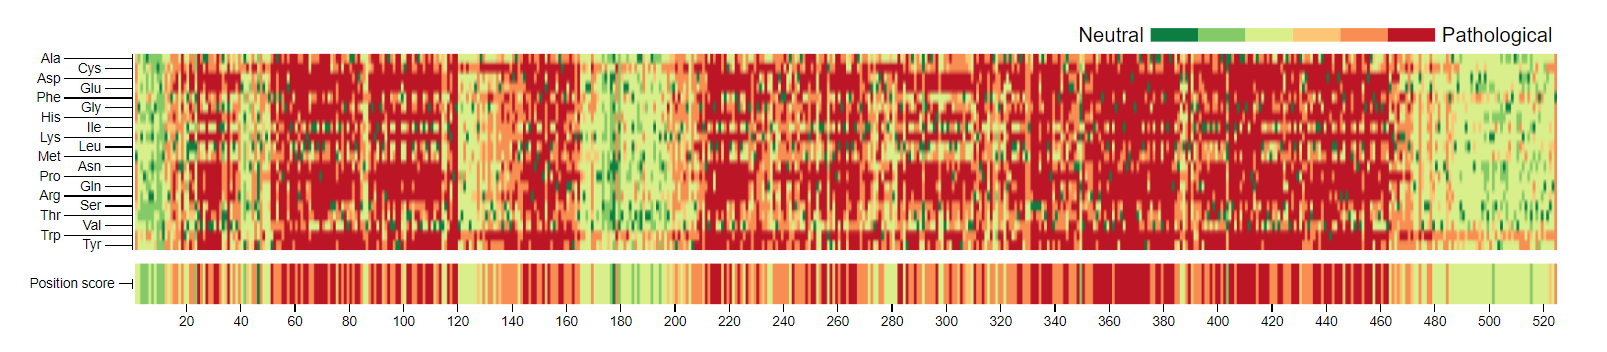 Neutral Pathological
Ala
Cys
Asp
Glu
Phe
Gly
His
Ile
Lys
Leu
Met
Asn
Pro
Gln
Arg
Ser
Thr
Val
Trp
Tyr
Position score
20 40 60 80 100 120 140 160 180 200 220 240 260 280 300 320 340 360 380 400 420 440 460 480 500 520